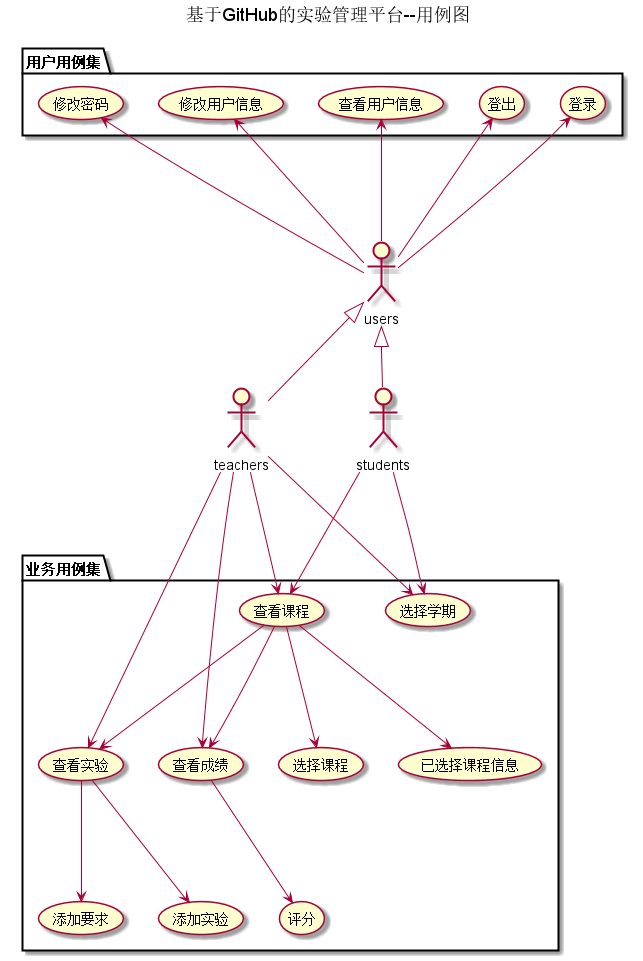 基于GitHub的实验管理平台--用例图
用户用例集
修改密码
修改用户信息
查看用户信息
登出
登录
users
teachers
students
业务用例集
查看课程
选择学期
查看实验
查看成绩
选择课程
已选择课程信息
添加要求
添加实验
评分